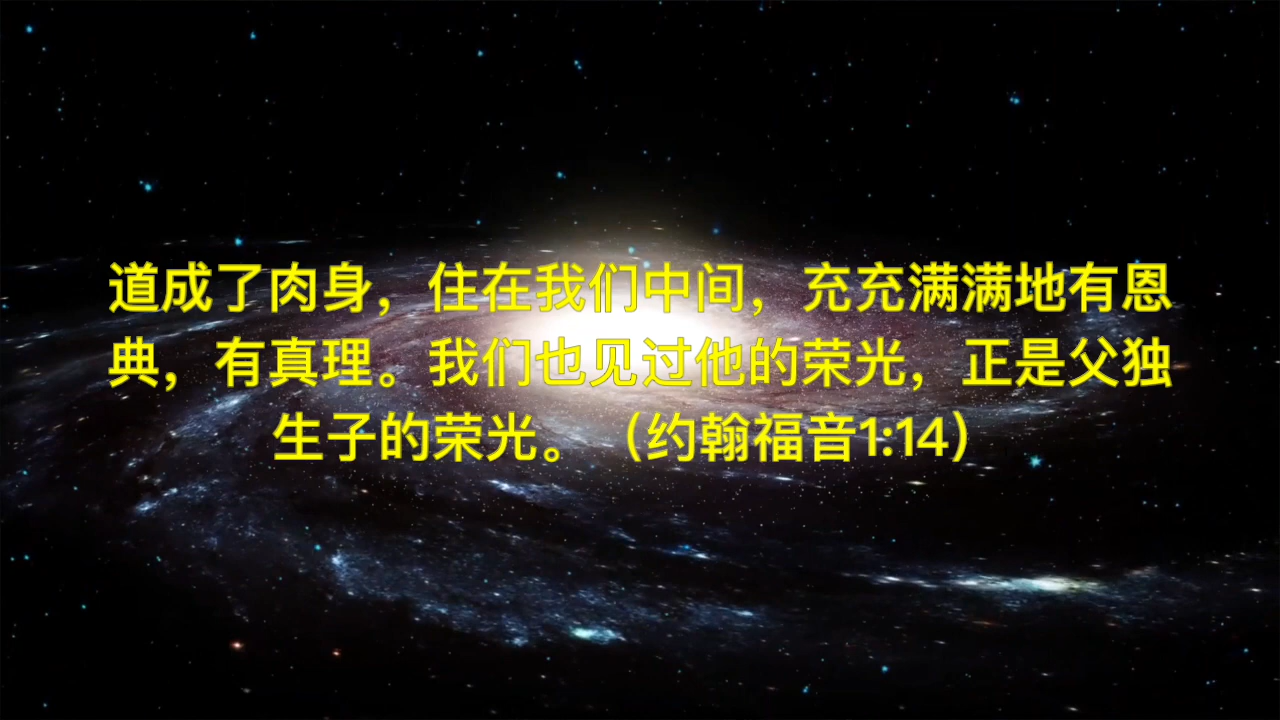 道成了肉身，住在我们中间，充充满满地有恩
典，有真理。我们也见过他的荣光，正是父独
生子的荣光。（约翰福音1:14）